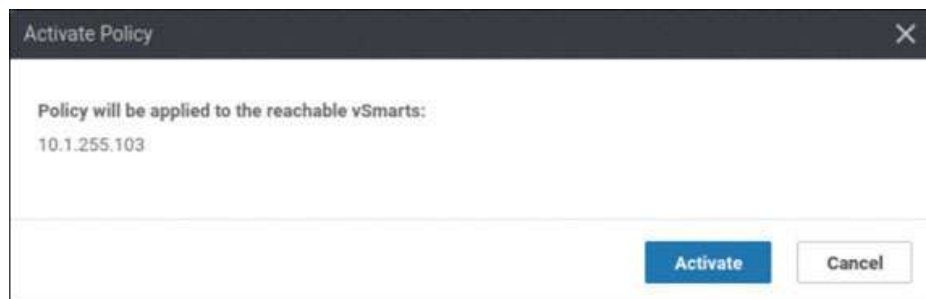 Activate Policy
Policy will be applied to the reachable vSmarts:
10.1.255.103
Activate Cancel